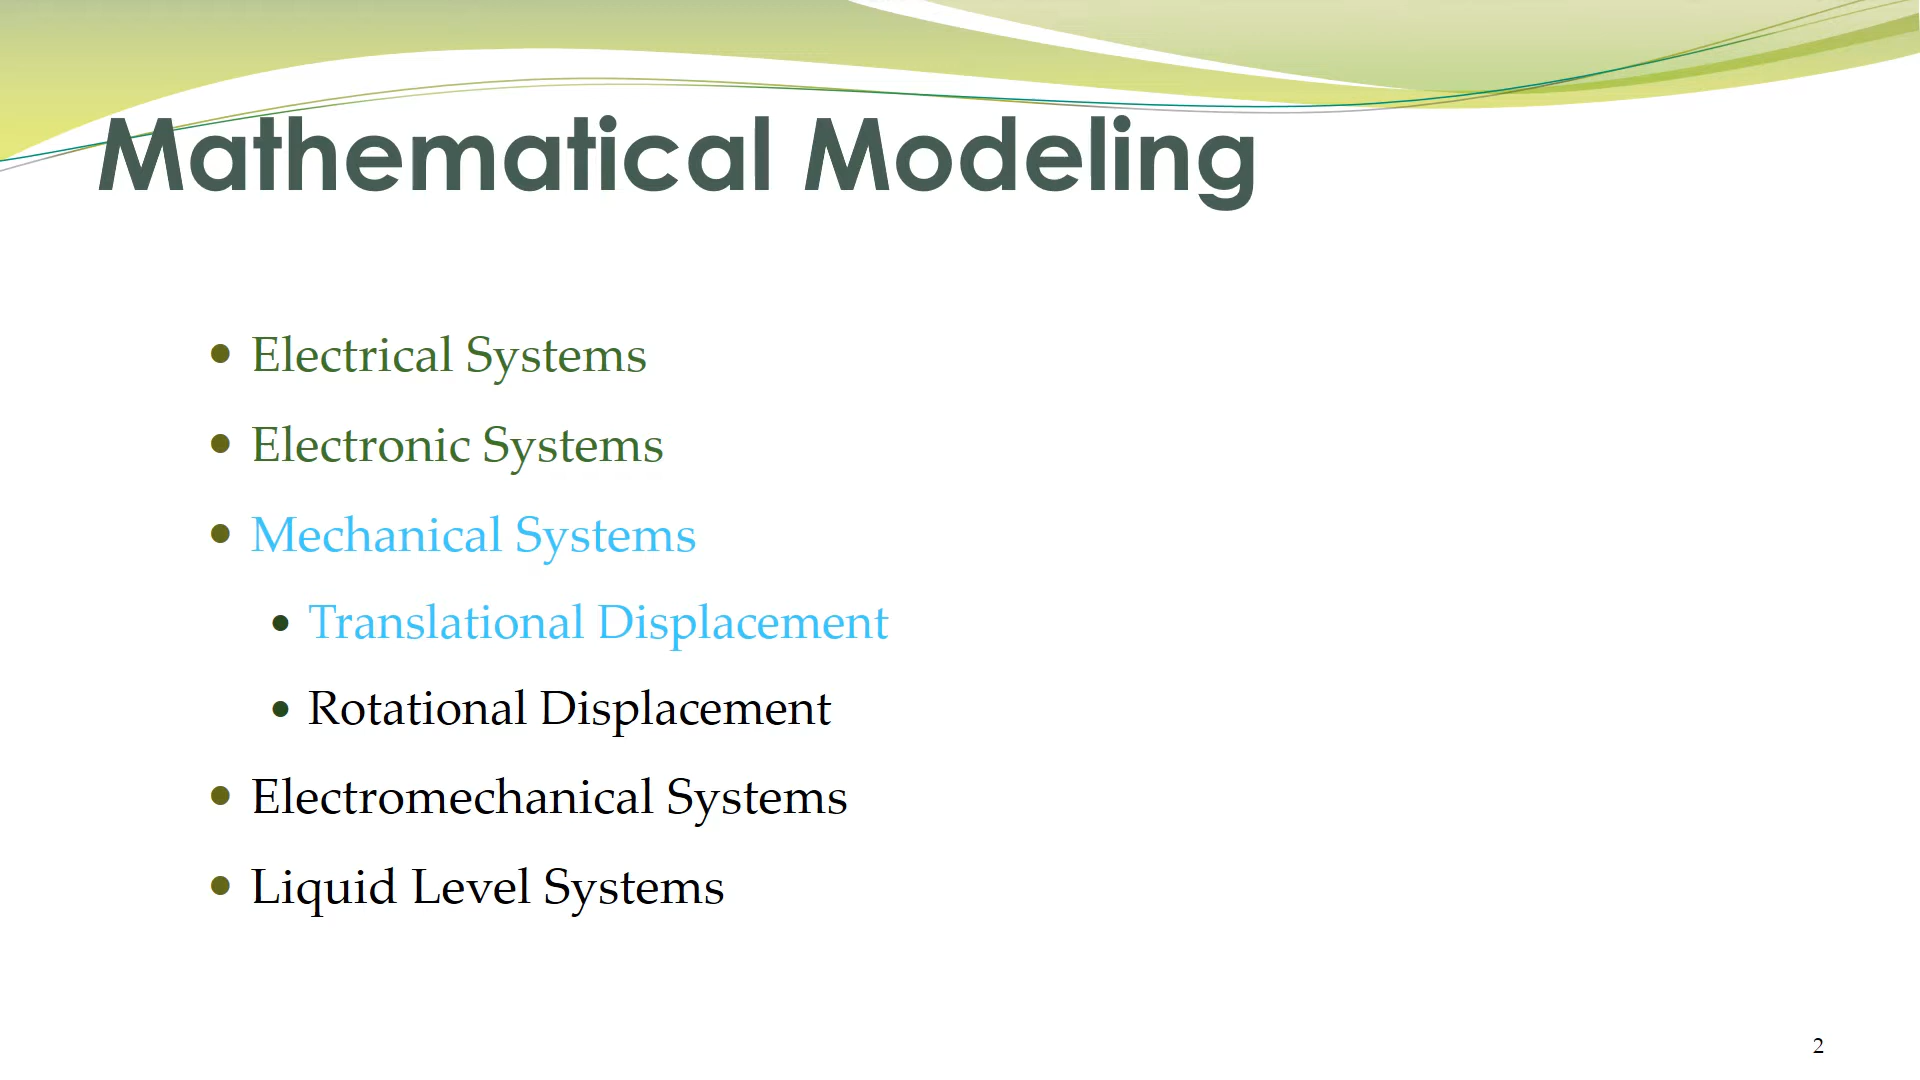 Mathematical Modeling
• Electrical Systems
• Electronic Systems
• Mechanical Systems
• Translational Displacement
• Rotational Displacement
• Electromechanical Systems
• Liquid Level Systems
2